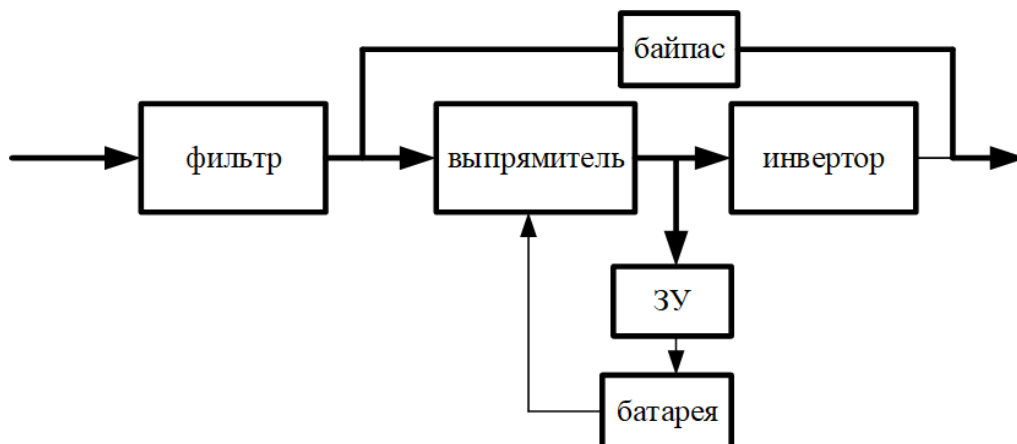 байпас
фильтр
выпрямитель
инвертор
ЗУ
батарея